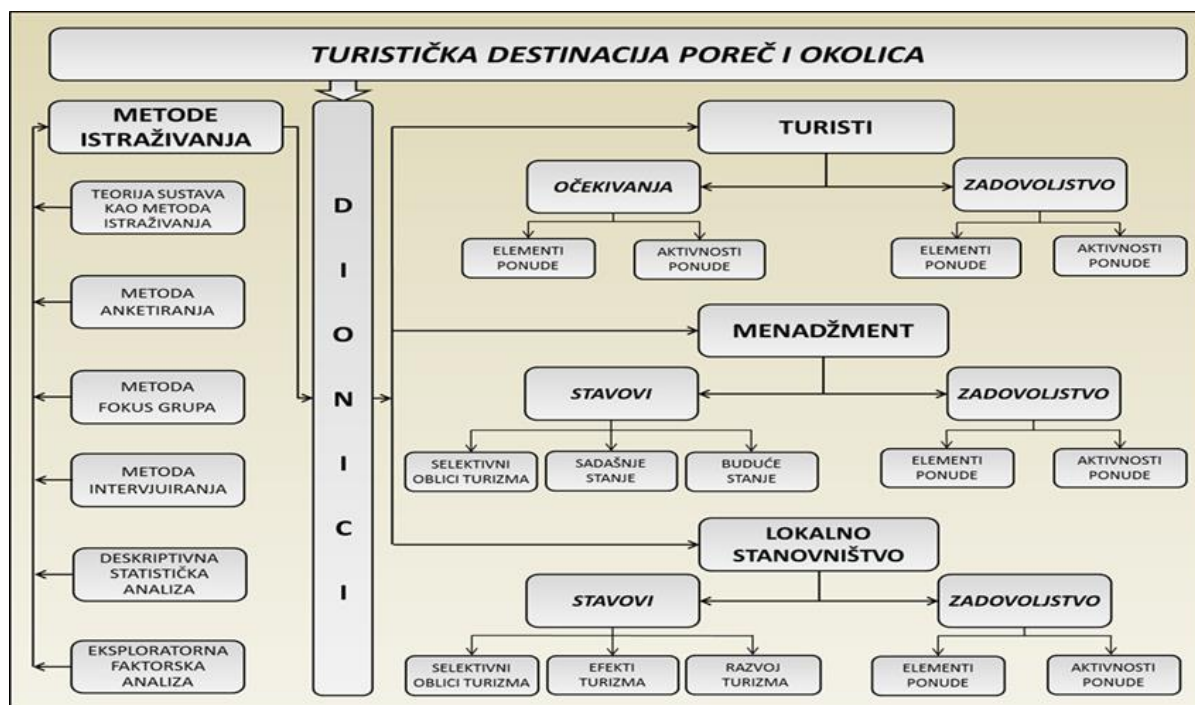 TURISTIČKA DESTINACIJA POREČ I OKOLICA
METODE
ISTRAŽIVANJA
TEORIJA SUSTAVA
KAO METODA
ISTRAŽIVANJA
METODA
ANKETIRANJA
METODA
FOKUS GRUPA
METODA
INTERVJUIRANJA
DESKRIPTIVNA
STATISTIČKA
ANALIZA
EKSPLORATORNA
FAKTORSKA
ANALIZA
D
I
O
N
I
C
I
TURISTI
OČEKIVANJA
ZADOVOLJSTVO
ELEMENTI
PONUDE
AKTIVNOSTI
PONUDE
ELEMENTI
PONUDE
AKTIVNOSTI
PONUDE
MENADŽMENT
STAVOVI
ZADOVOLJSTVO
SELEKTIVNI
OBLICI TURIZMA
SADAŠNJE
STANJE
BUDUĆE
STANJE
ELEMENTI
PONUDE
AKTIVNOSTI
PONUDE
LOKALNO
STANOVNIŠTVO
STAVOVI
ZADOVOLJSTVO
SELEKTIVNI
OBLICI TURIZMA
EFEKTI
TURIZMA
RAZVOJ
TURIZMA
ELEMENTI
PONUDE
AKTIVNOSTI
PONUDE